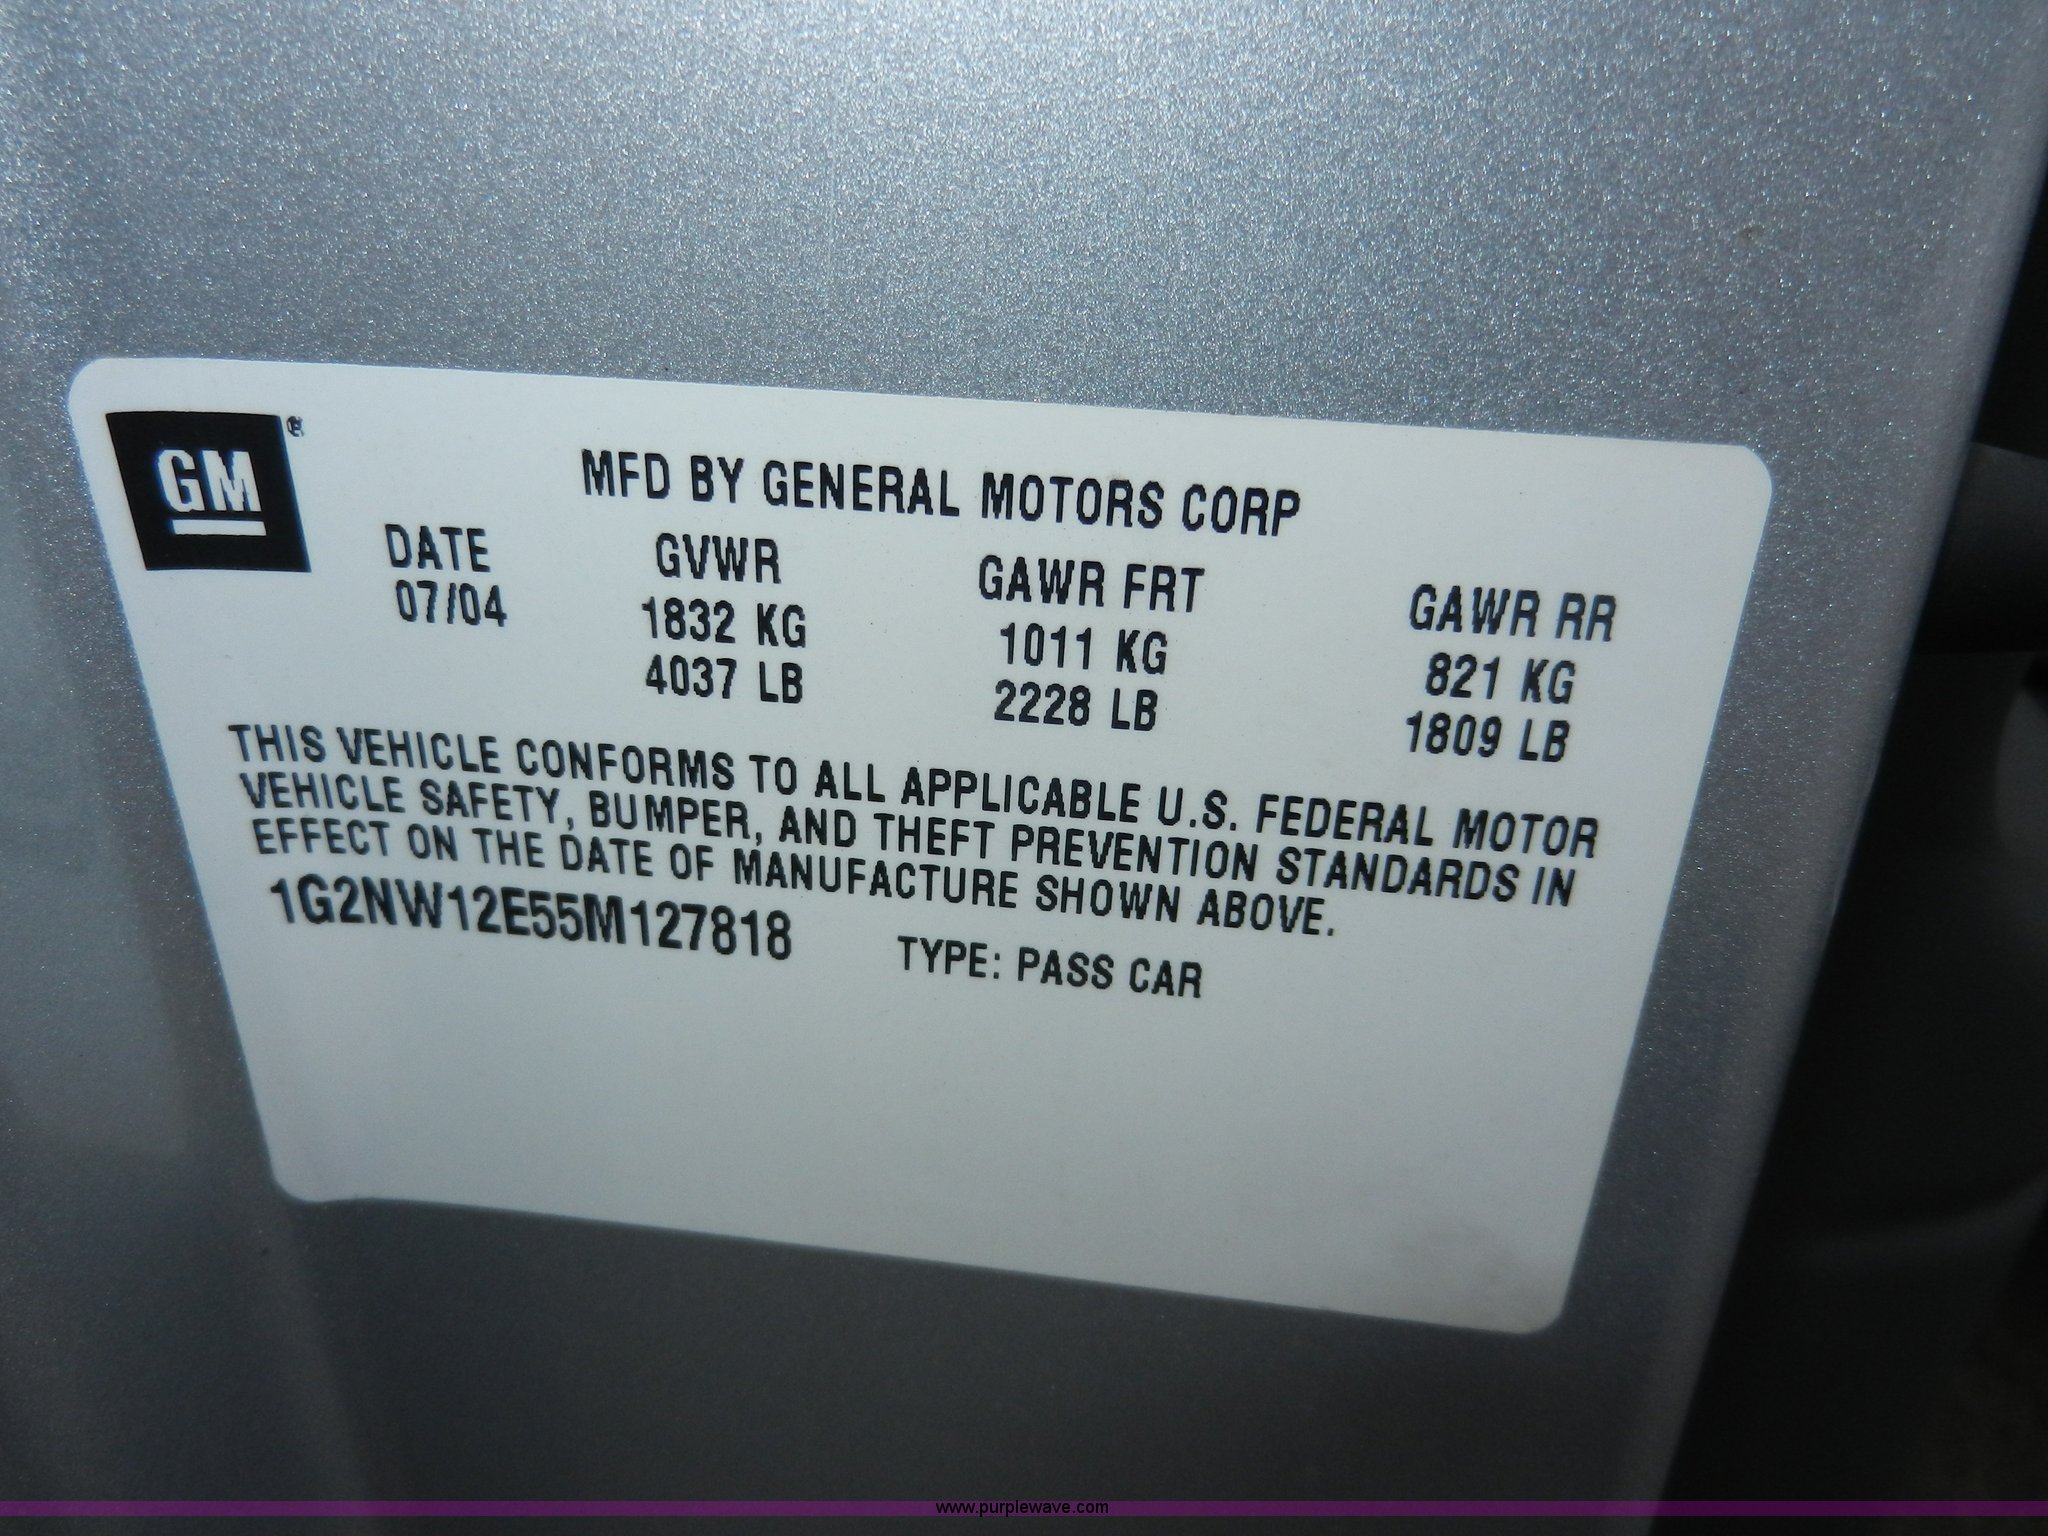 GM ®
MFD BY GENERAL MOTORS CORP
DATE GVWR GAWR FRT GAWR RR
07/04 1832 KG 1011 KG 821 KG
4037 LB 2228 LB 1809 LB
THIS VEHICLE CONFORMS TO ALL APPLICABLE U.S. FEDERAL MOTOR
VEHICLE SAFETY, BUMPER, AND THEFT PREVENTION STANDARDS IN
EFFECT ON THE DATE OF MANUFACTURE SHOWN ABOVE.
1G2NW12E55M127818 TYPE: PASS CAR
www.purplewave.com